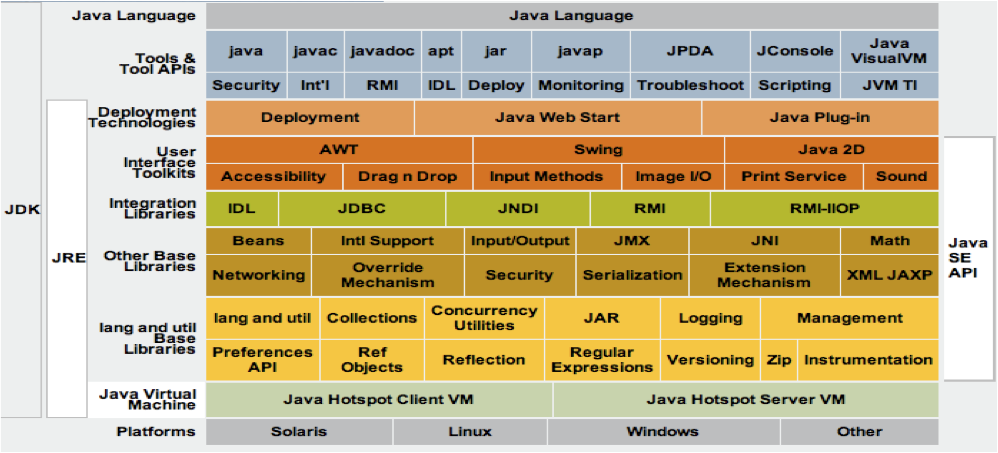 Java Language
Java Language
Tools &
Tool APIs
java javac javadoc apt jar javap JPDA JConsole Java
VisualVM
Security Int'l RMI IDL Deploy Monitoring Troubleshoot Scripting JVM TI
Deployment
Technologies
Deployment Java Web Start Java Plug-in
User
Interface
Toolkits
AWT Swing Java 2D
Accessibility Drag n Drop Input Methods Image I/O Print Service Sound
Integration
Libraries
IDL JDBC JNDI RMI RMI-IIOP
JDK
JRE
Java
SE
API
Other Base
Libraries
Beans Intl Support Input/Output JMX JNI Math
Networking Override
Mechanism Security Serialization Extension
Mechanism XML JAXP
lang and util
Base
Libraries
lang and util Collections Concurrency
Utilities JAR Logging Management
Preferences
API Ref
Objects Reflection Regular
Expressions Versioning Zip Instrumentation
Java Virtual
Machine
Java Hotspot Client VM Java Hotspot Server VM
Platforms
Solaris Linux Windows Other